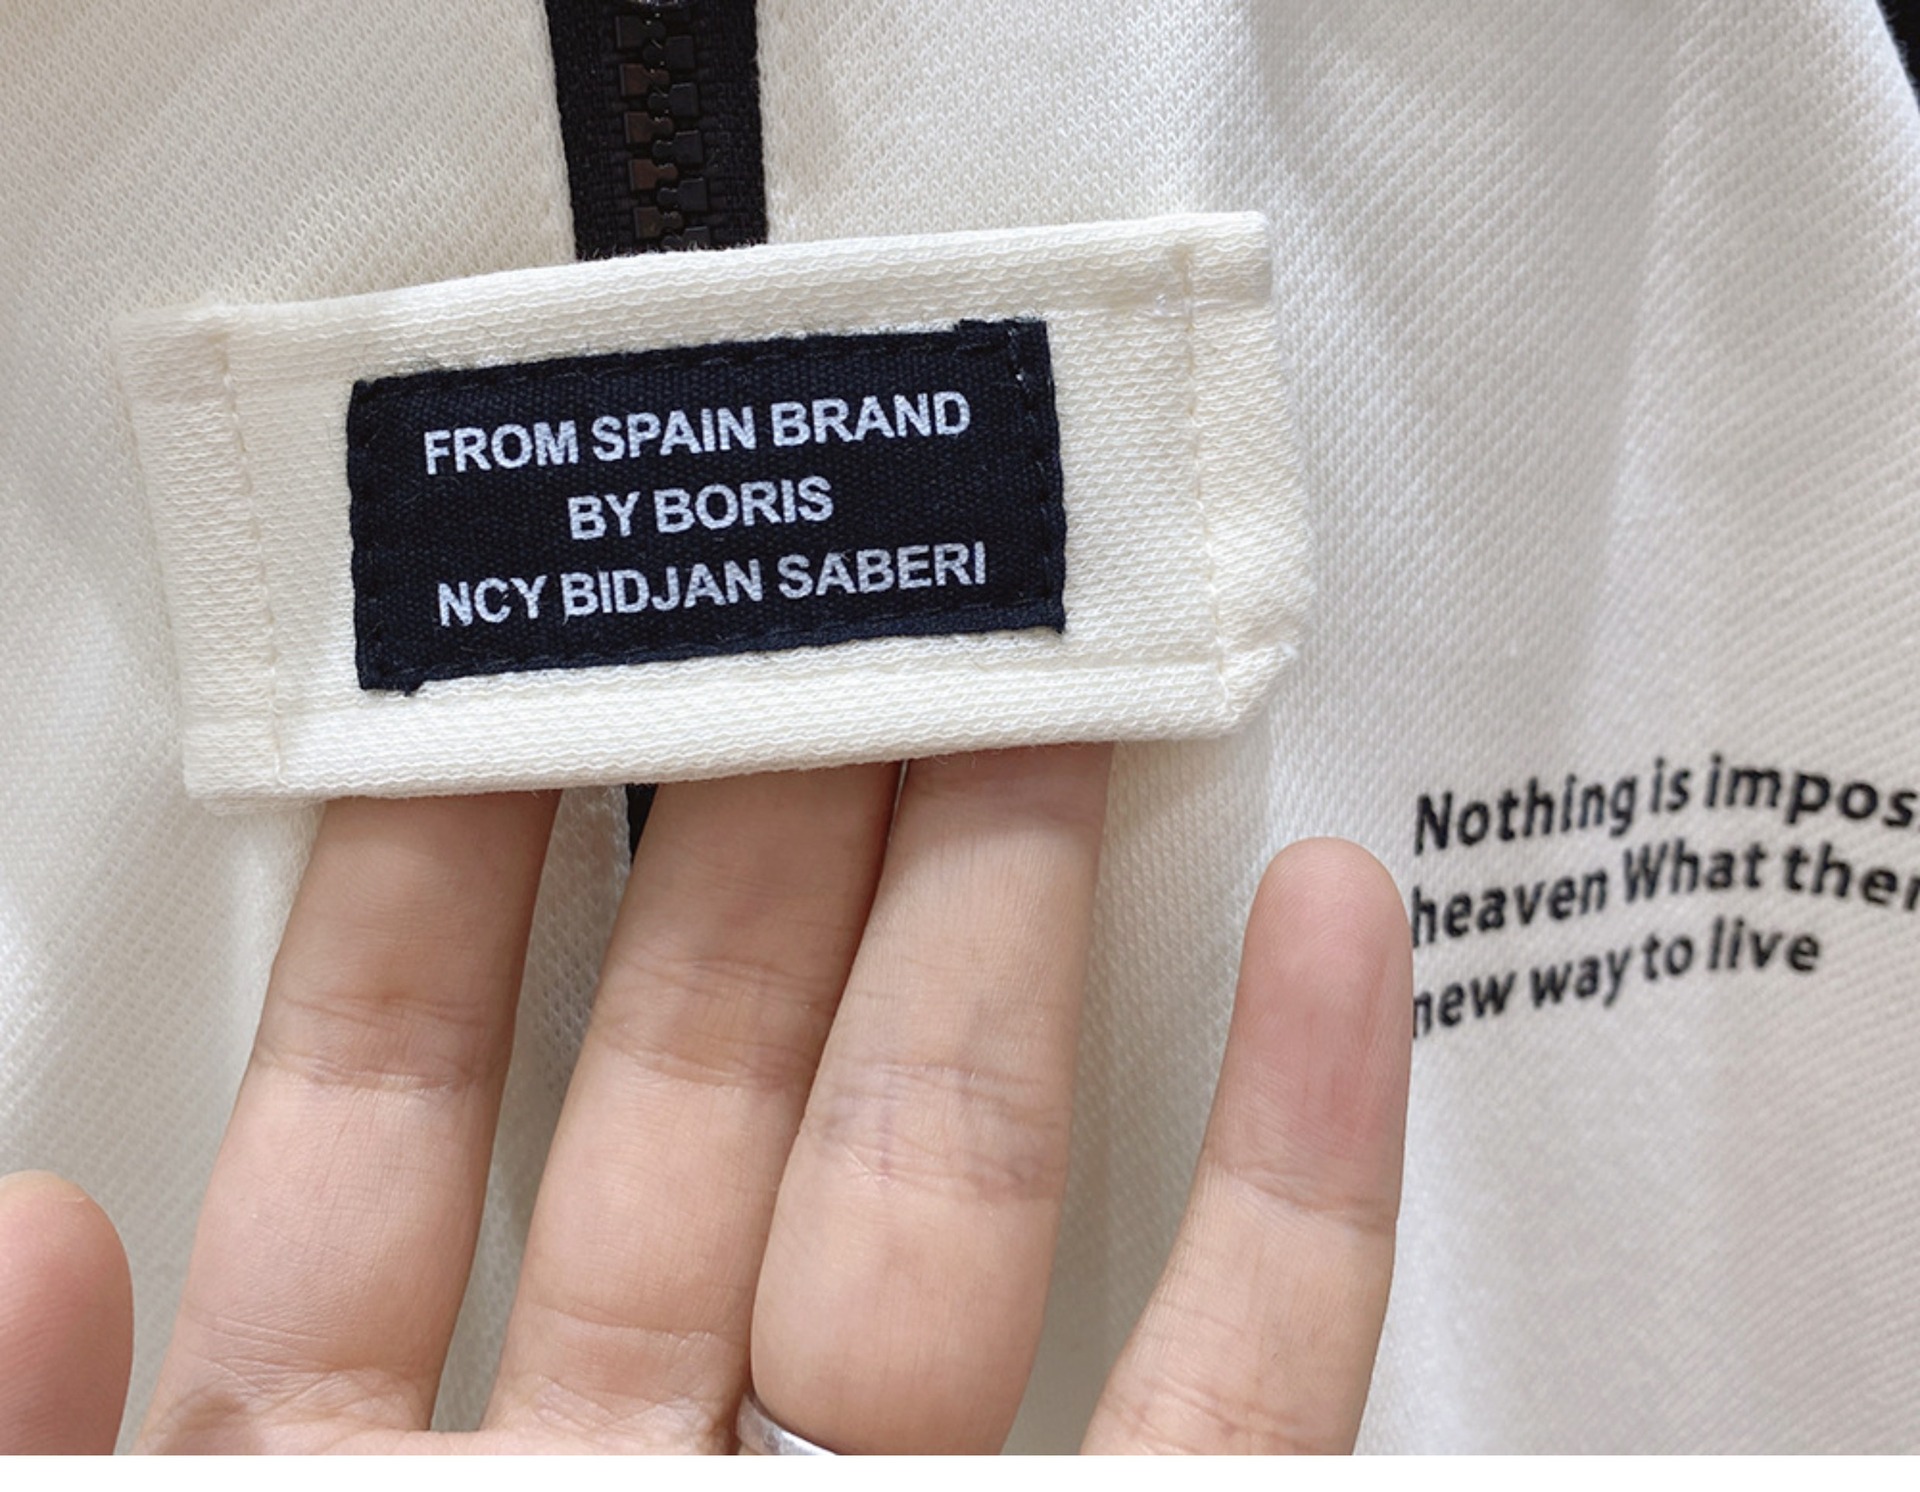 FROM SPAIN BRAND
BY BORIS
NCY BIDJAN SABERI
Nothing is impos
heaven What ther
new way to live